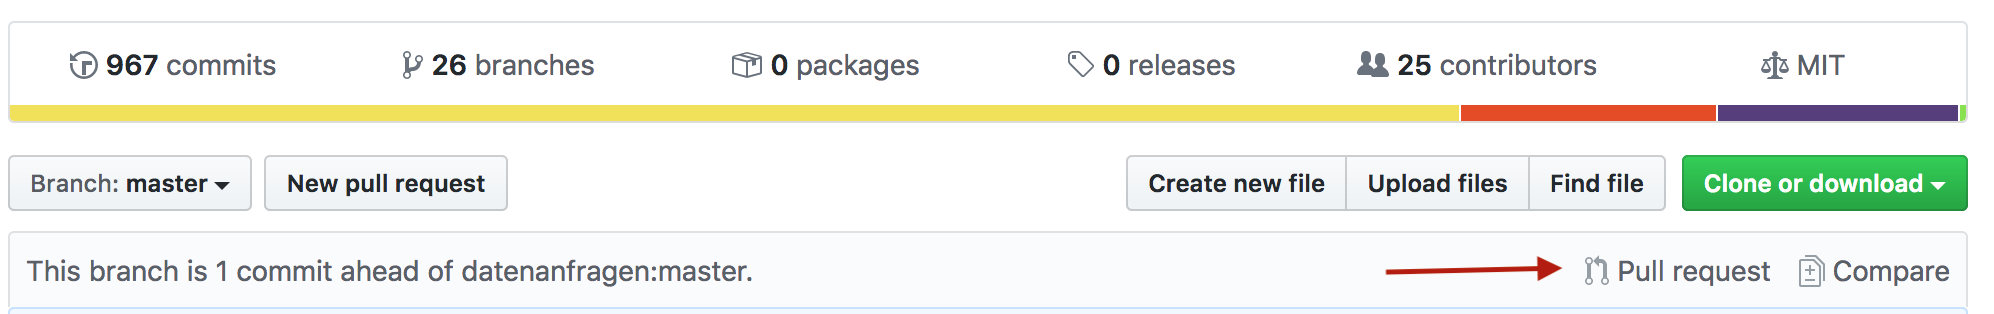 967 commits 26 branches 0 packages 0 releases 25 contributors MIT
Branch: master New pull request Create new file Upload files Find file Clone or download
This branch is 1 commit ahead of datenanfragen:master. Pull request Compare